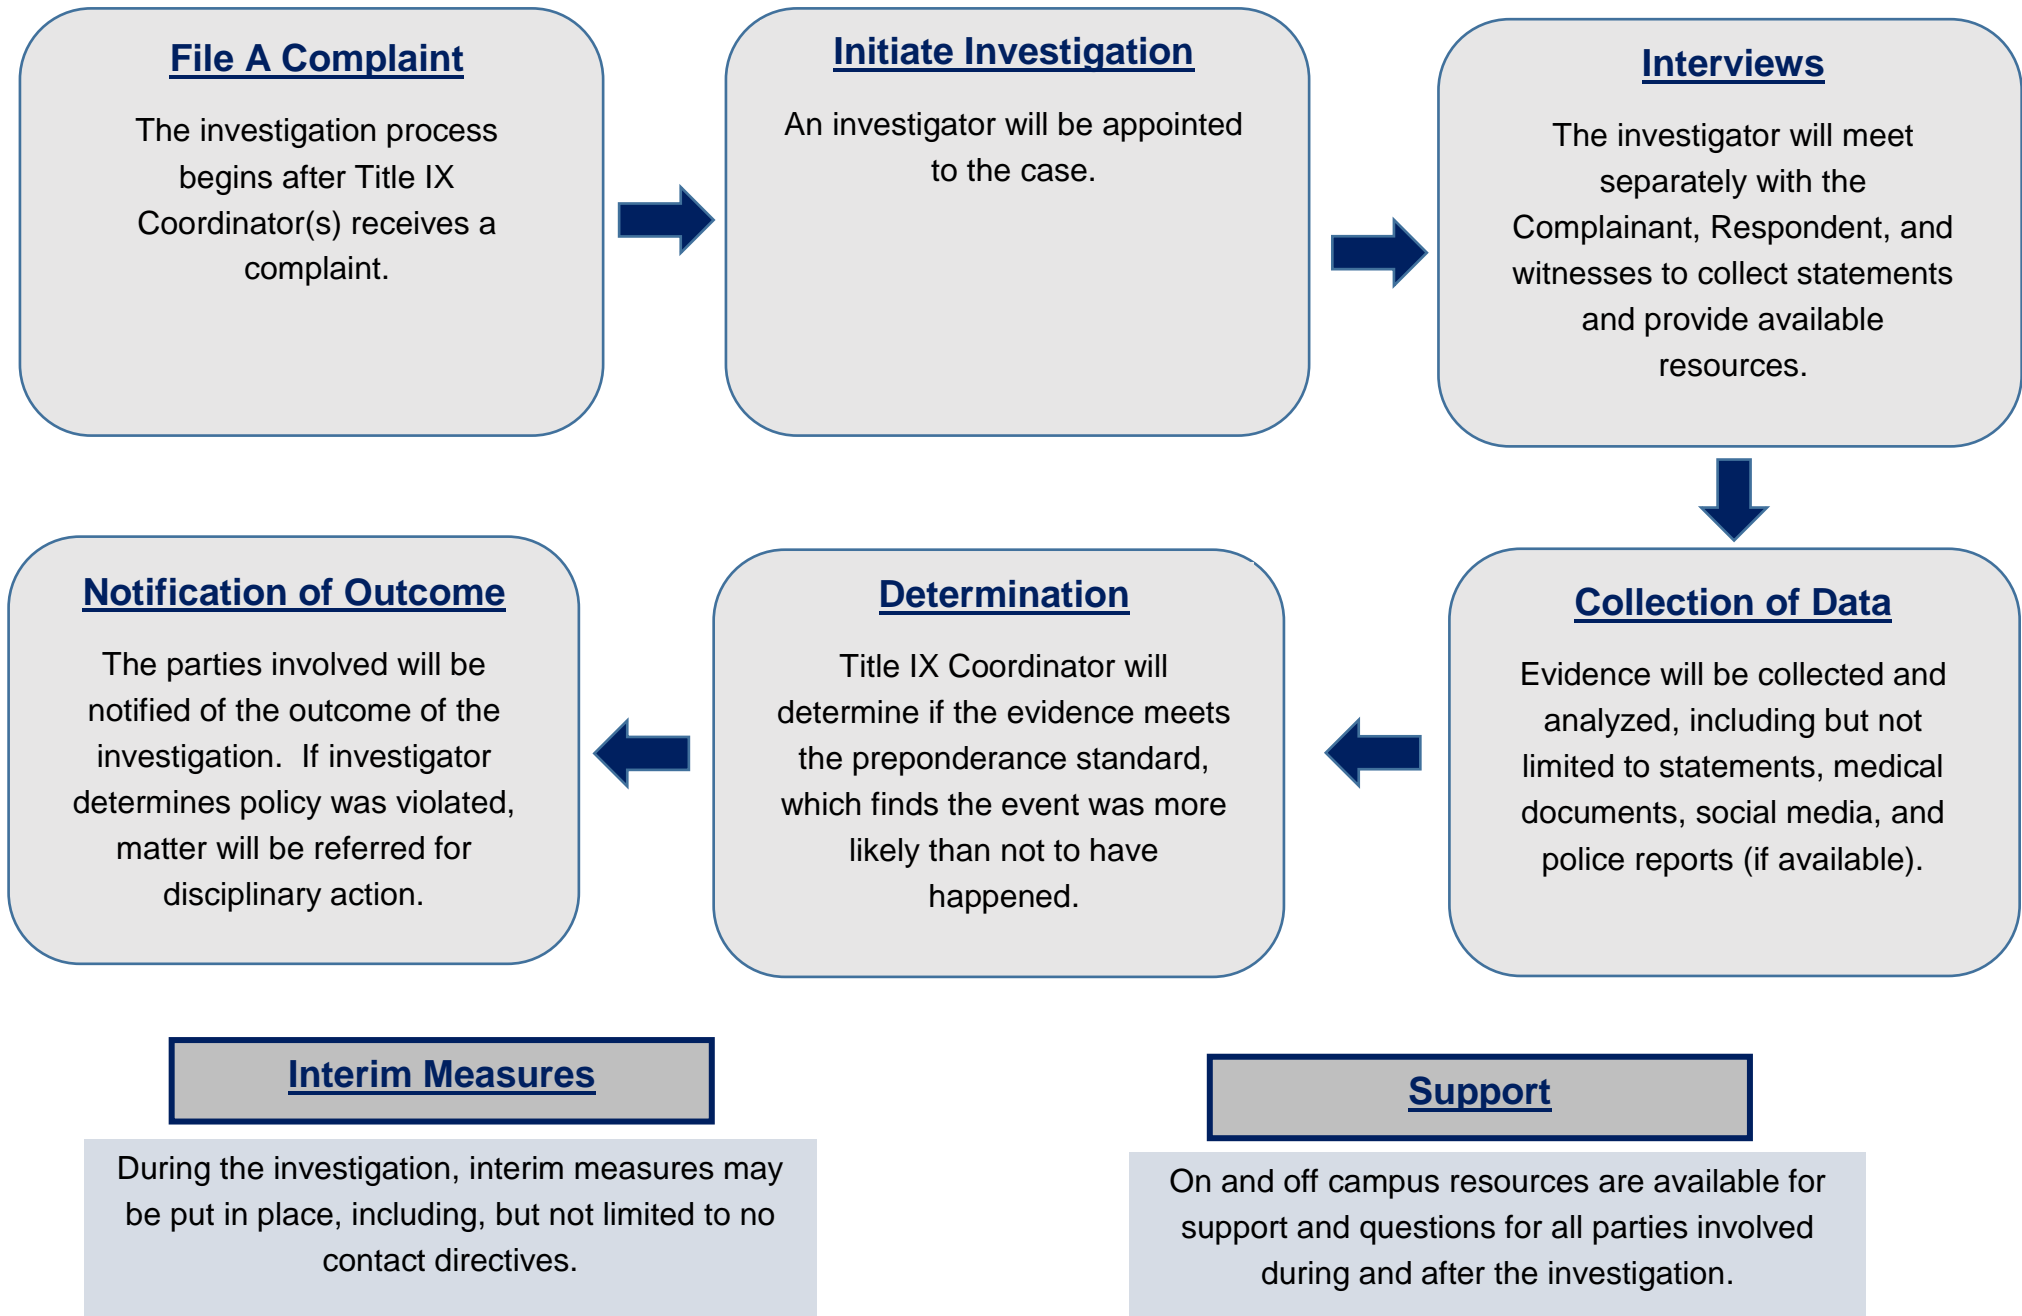 File A Complaint
The investigation process
begins after Title IX
Coordinator(s) receives a
complaint.
Initiate Investigation
An investigator will be appointed
to the case.
Interviews
The investigator will meet
separately with the
Complainant, Respondent, and
witnesses to collect statements
and provide available
resources.
Collection of Data
Evidence will be collected and
analyzed, including but not
limited to statements, medical
documents, social media, and
police reports (if available).
Determination
Title IX Coordinator will
determine if the evidence meets
the preponderance standard,
which finds the event was more
likely than not to have
happened.
Notification of Outcome
The parties involved will be
notified of the outcome of the
investigation.  If investigator
determines policy was violated,
matter will be referred for
disciplinary action.
Interim Measures
During the investigation, interim measures may
be put in place, including, but not limited to no
contact directives.
Support
On and off campus resources are available for
support and questions for all parties involved
during and after the investigation.